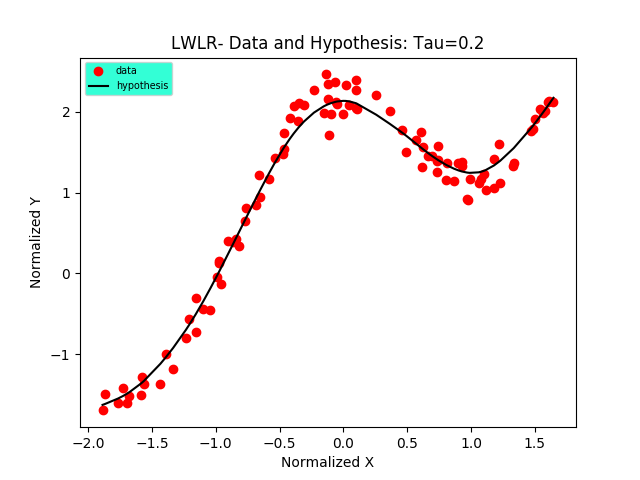 LWLR- Data and Hypothesis: Tau=0.2
data
hypothesis
Normalized Y
2
1
0
−1
−2.0 −1.5 −1.0 −0.5 0.0 0.5 1.0 1.5
Normalized X